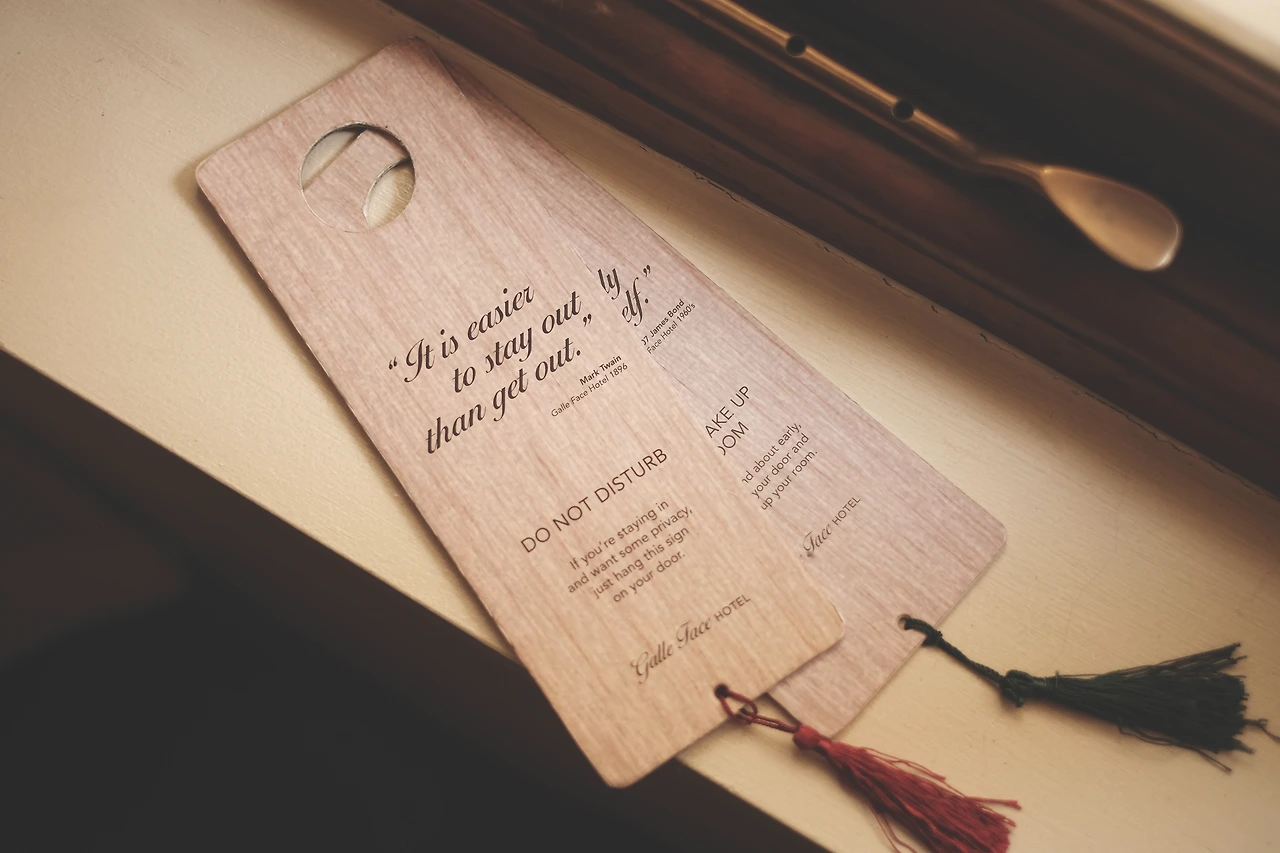 “It is easier
to stay out
than get out.”
Mark Twain
Galle Face Hotel 1896
DO NOT DISTURB
If you're staying in
and want some privacy,
just hang this sign
on your door.
Galle Face HOTEL
ly
elf.”
James Bond
Face Hotel 1960's
AKE UP
OOM
about early,
your door and
up your room.
Face HOTEL